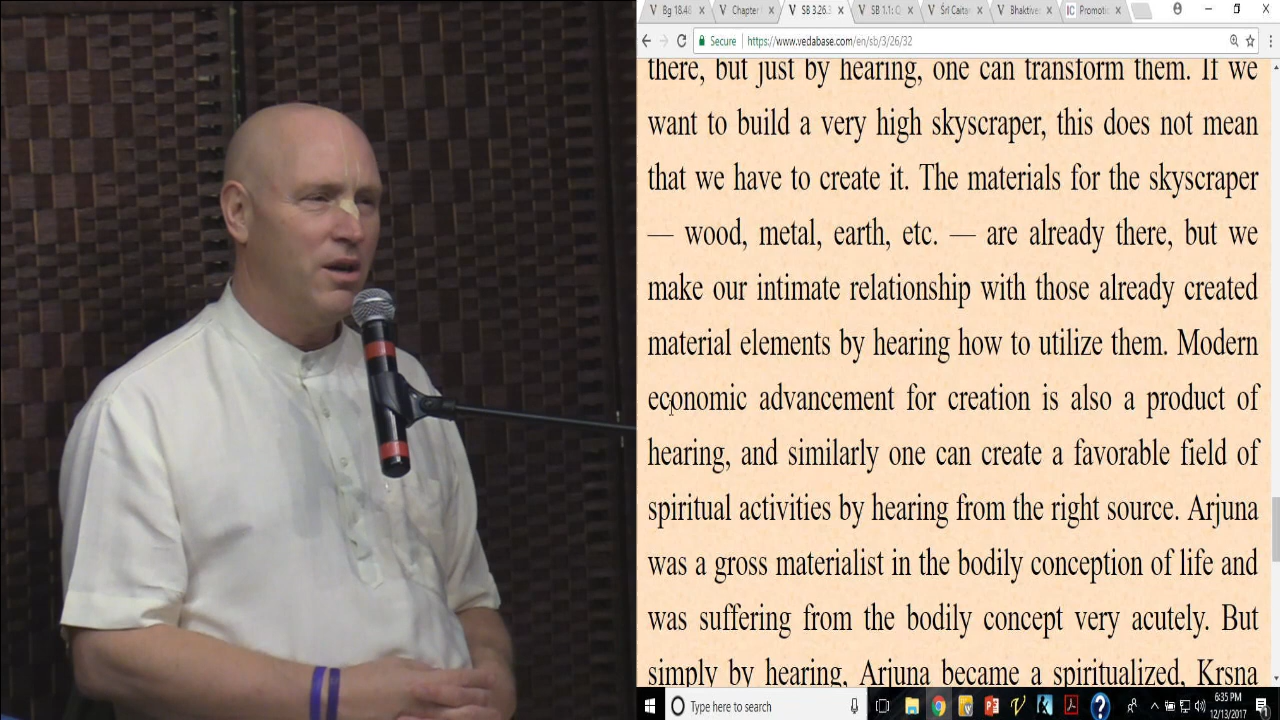 Bg 18.48
Chapter
SB 3.26.3
SB 1.1: Q
Śrī Caita
Bhaktive
Promoti
Secure https://www.vedabase.com/en/sb/3/26/32
there, but just by hearing, one can transform them. If we
want to build a very high skyscraper, this does not mean
that we have to create it. The materials for the skyscraper
— wood, metal, earth, etc. — are already there, but we
make our intimate relationship with those already created
material elements by hearing how to utilize them. Modern
economic advancement for creation is also a product of
hearing, and similarly one can create a favorable field of
spiritual activities by hearing from the right source. Arjuna
was a gross materialist in the bodily conception of life and
was suffering from the bodily concept very acutely. But
simply by hearing, Arjuna became a spiritualized, Krsna
Type here to search
6:35 PM
12/13/2017